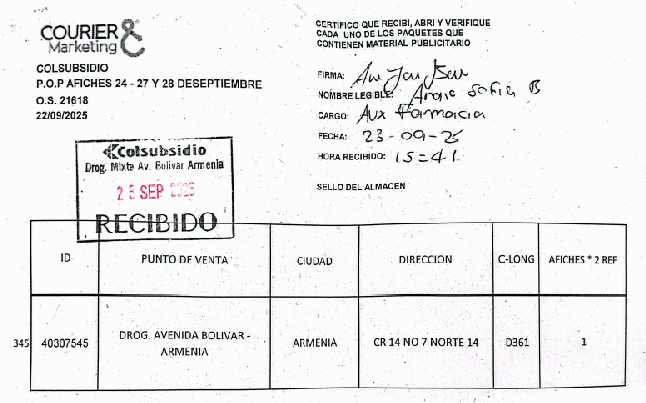 COURIER &
Marketing
COLSUBSIDIO
P.O.P AFICHES 24 - 27 Y 28 DESEPTIEMBRE
O.S. 21618
22/09/2025
CERTIFICO QUE RECIBI, ABRI Y VERIFIQUE
CADA UNO DE LOS PAQUETES QUE
CONTIENEN MATERIAL PUBLICITARIO
FIRMA:
NOMBRE LEGIBLE: Sofia B
CARGO: Aux Farmacia
FECHA: 23-09-25
HORA RECIBIDO: 15=41
SELLO DEL ALMACEN
Colsubsidio
Drog. Mixta Av. Bolivar Armenia
SEP
RECIBIDO
ID PUNTO DE VENTA CIUDAD DIRECCION C-LONG AFICHES * 2 REF
345 40307545 DROG. AVENIDA BOLIVAR - ARMENIA ARMENIA CR 14 NO 7 NORTE 14 D361 1